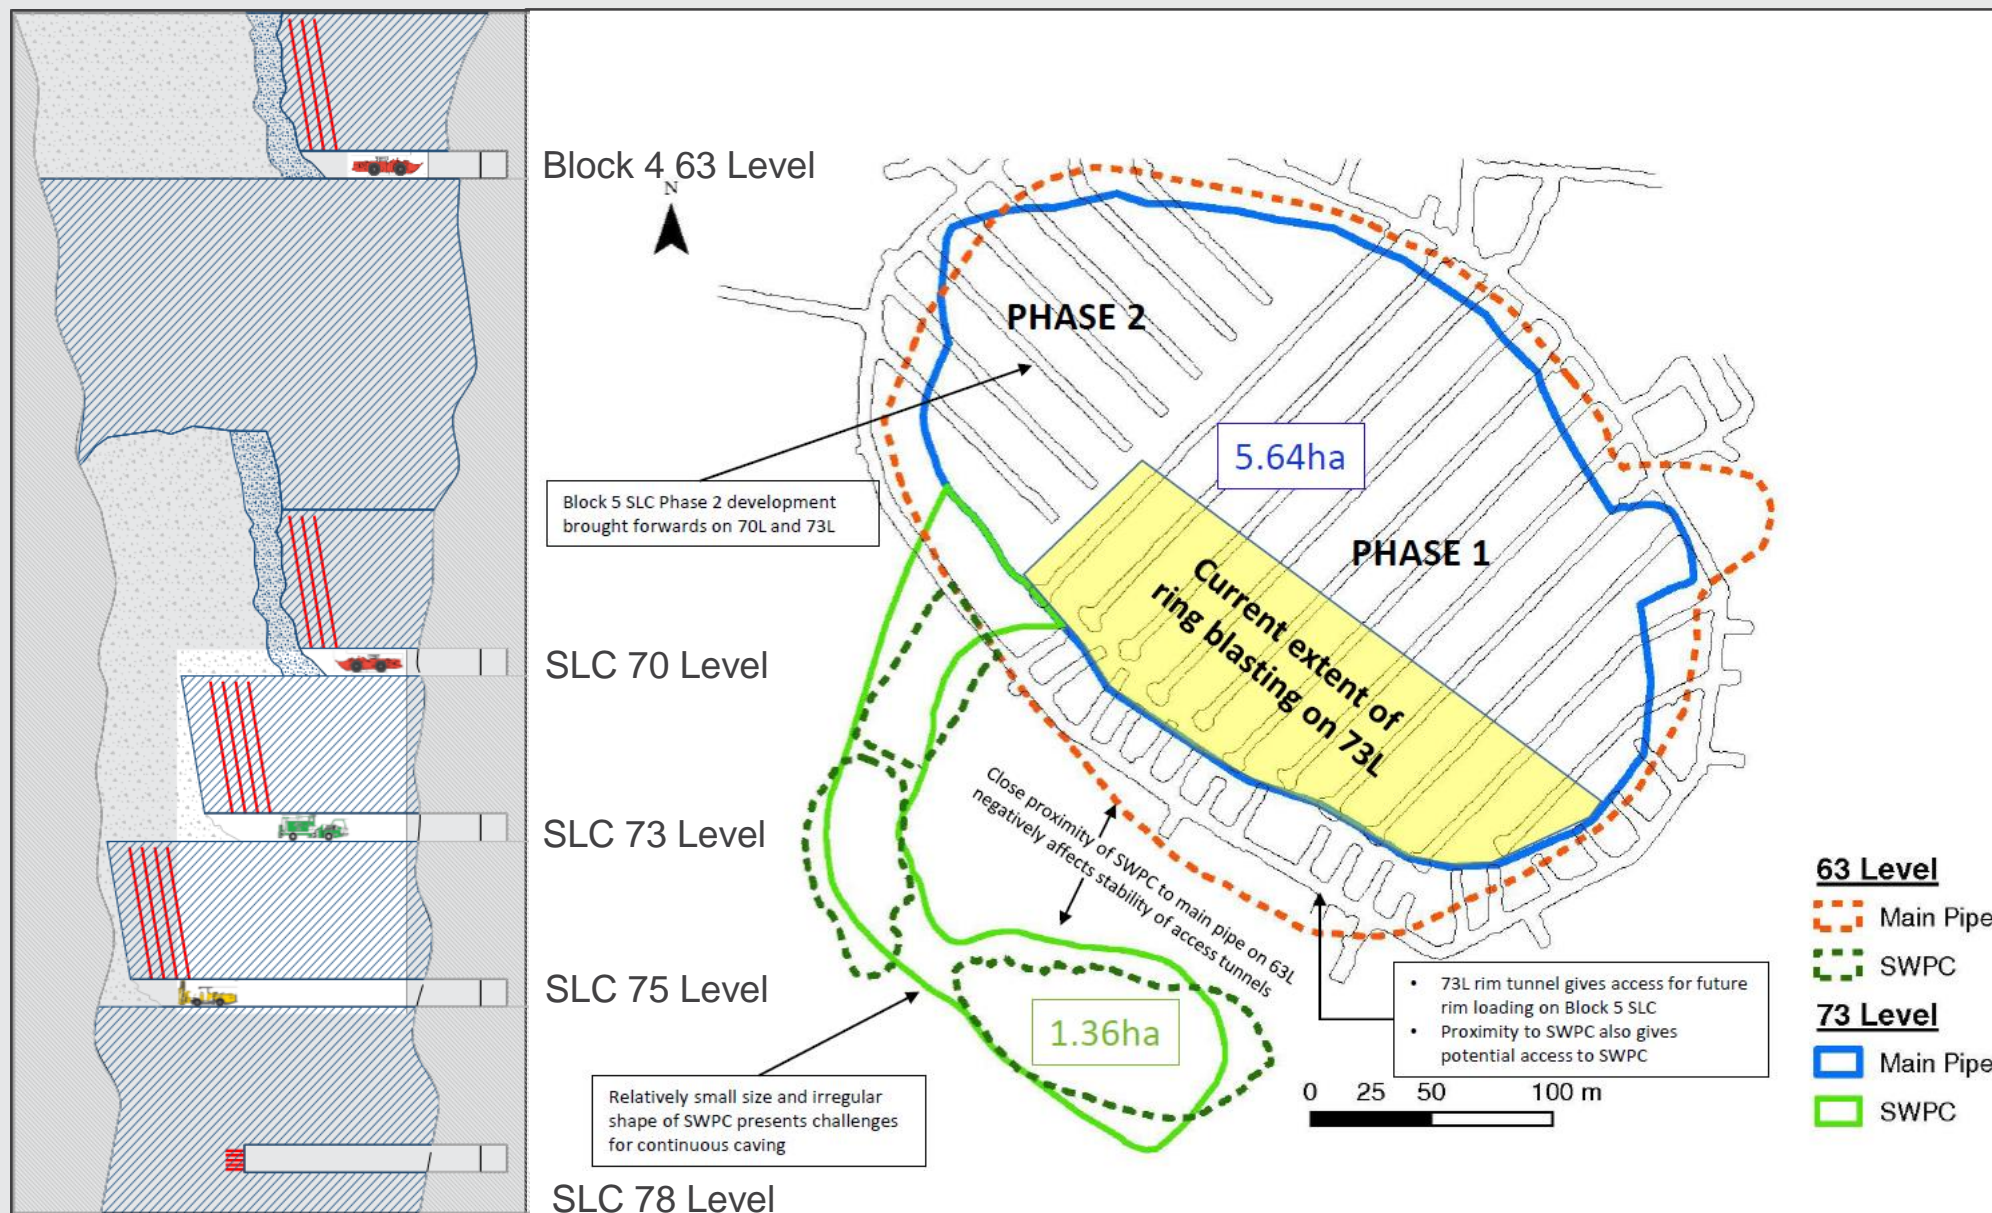 Block 4 63 Level
SLC 70 Level
SLC 73 Level
SLC 75 Level
SLC 78 Level
N
PHASE 2
5.64ha
PHASE 1
Current extent of
ring blasting on 73L
Block 5 SLC Phase 2 development
brought forwards on 70L and 73L
Close proximity of SWPC to main pipe on 63L
negatively affects stability of access tunnels
1.36ha
Relatively small size and irregular
shape of SWPC presents challenges
for continuous caving
• 73L rim tunnel gives access for future
rim loading on Block 5 SLC
• Proximity to SWPC also gives
potential access to SWPC
0 25 50 100 m
63 Level
Main Pipe
SWPC
73 Level
Main Pipe
SWPC